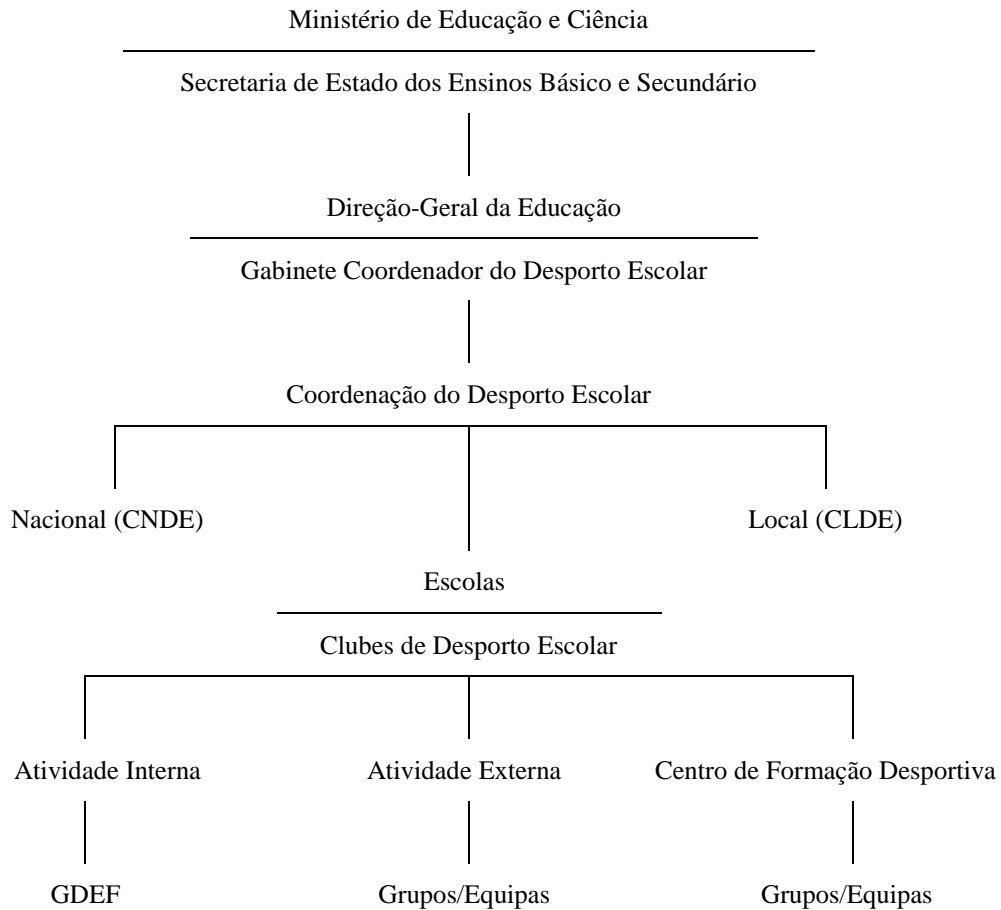 Ministério de Educação e Ciência
Secretaria de Estado dos Ensinos Básico e Secundário
Direção-Geral da Educação
Gabinete Coordenador do Desporto Escolar
Coordenação do Desporto Escolar
Nacional (CNDE)
Local (CLDE)
Escolas
Clubes de Desporto Escolar
Atividade Interna
Atividade Externa
Centro de Formação Desportiva
GDEF
Grupos/Equipas
Grupos/Equipas